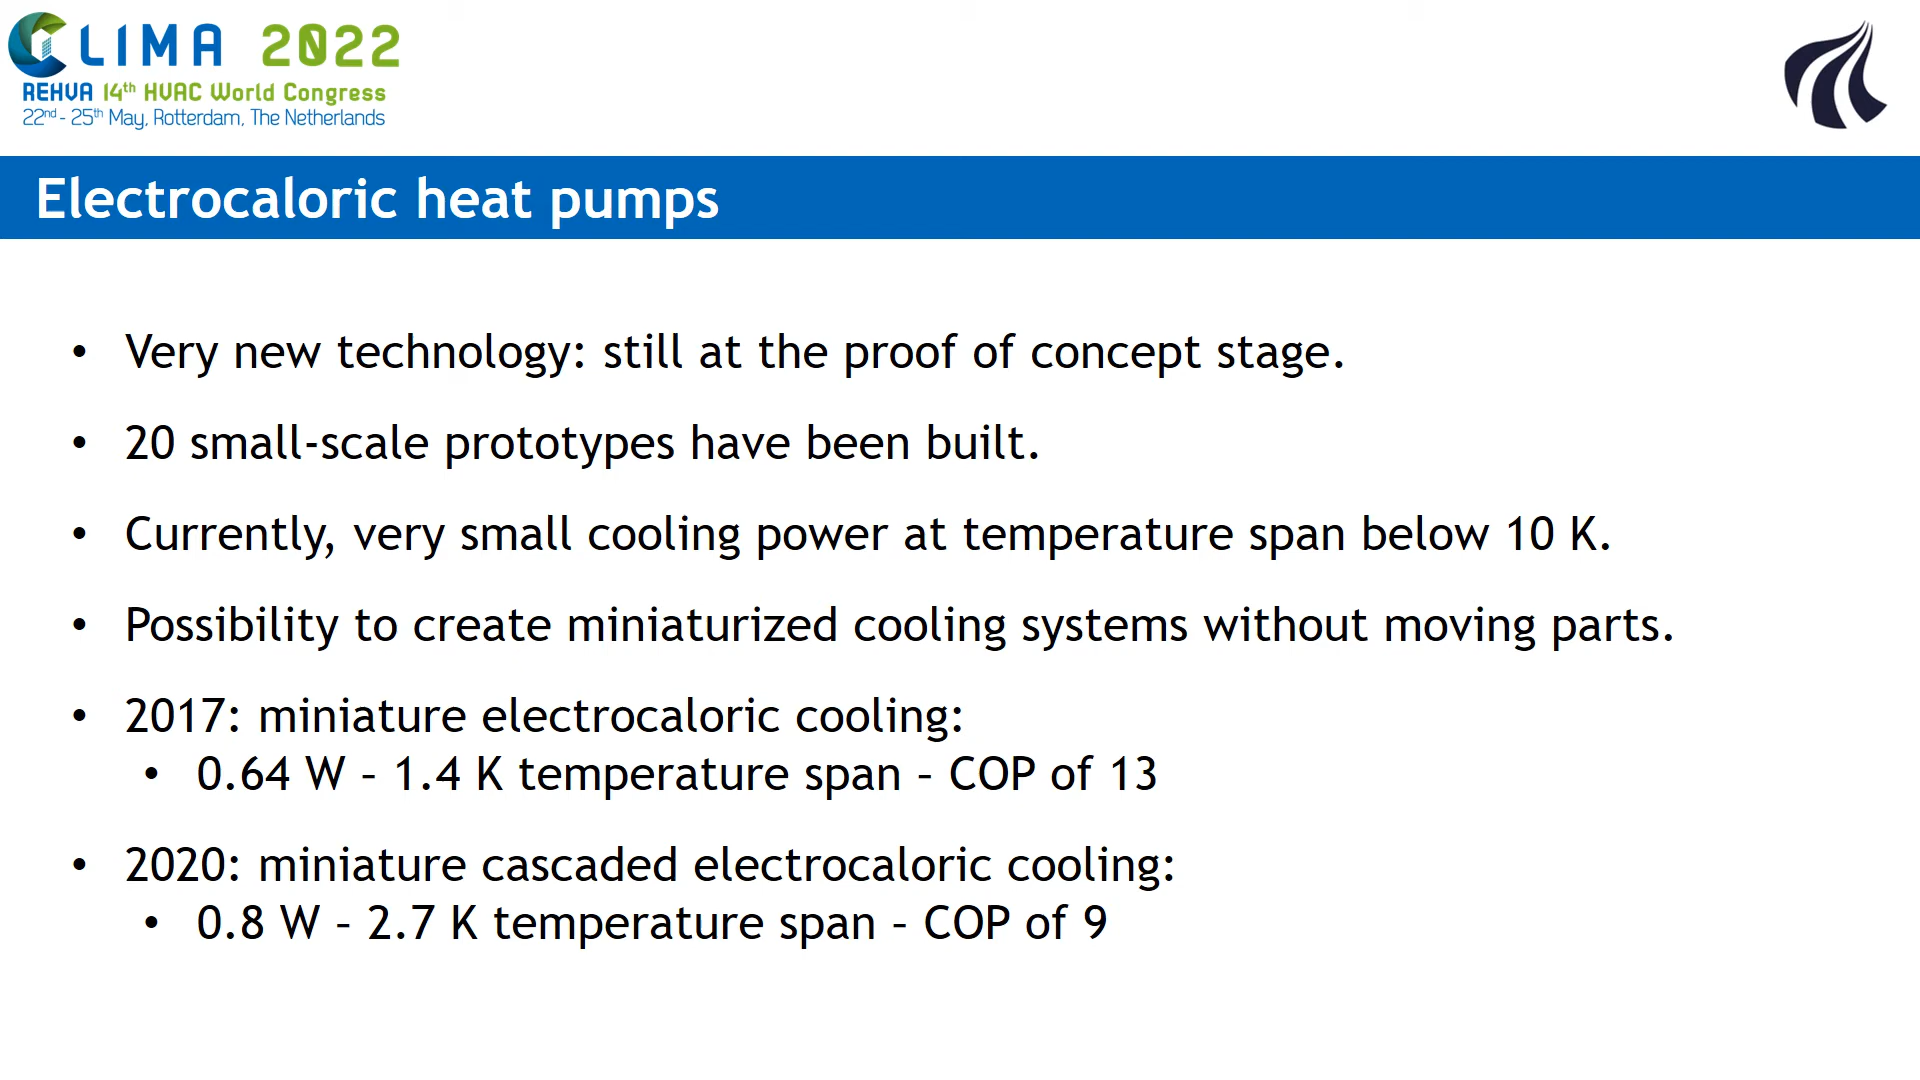 CLIMA 2022
REHVA 14th HVAC World Congress
22nd - 25th May, Rotterdam, The Netherlands
Electrocaloric heat pumps
• Very new technology: still at the proof of concept stage.
• 20 small-scale prototypes have been built.
• Currently, very small cooling power at temperature span below 10 K.
• Possibility to create miniaturized cooling systems without moving parts.
• 2017: miniature electrocaloric cooling:
• 0.64 W – 1.4 K temperature span – COP of 13
• 2020: miniature cascaded electrocaloric cooling:
• 0.8 W – 2.7 K temperature span – COP of 9